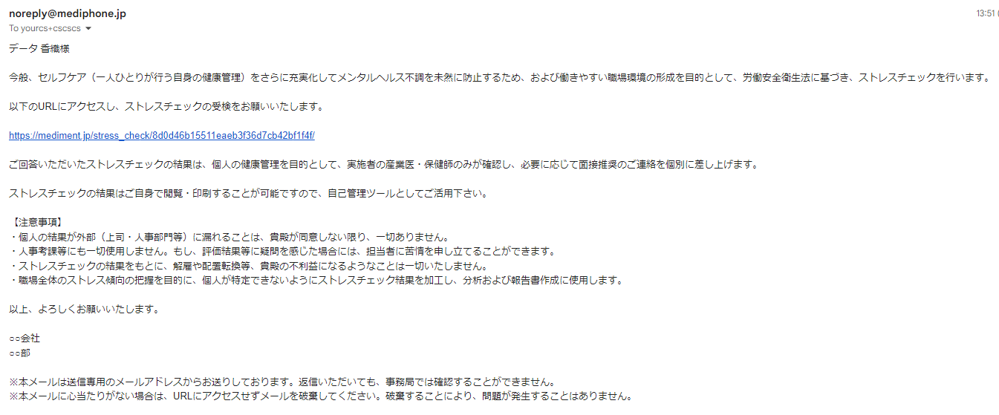 noreply@mediphone.jp
13:51
To yourcs+cscscs
データ 香織様
今般、セルフケア（一人ひとりが行う自身の健康管理）をさらに充実化してメンタルヘルス不調を未然に防止するため、および働きやすい職場環境の形成を目的として、労働安全衛生法に基づき、ストレスチェックを行います。
以下のURLにアクセスし、ストレスチェックの受検をお願いいたします。
https://mediment.jp/stress_check/8d0d46b15511eaeb3f36d7cb42bf1f4f/
ご回答いただいたストレスチェックの結果は、個人の健康管理を目的として、実施者の産業医・保健師のみが確認し、必要に応じて面接推奨のご連絡を個別に差し上げます。
ストレスチェックの結果はご自身で閲覧・印刷することが可能ですので、自己管理ツールとしてご活用下さい。
【注意事項】
・個人の結果が外部（上司・人事部門等）に漏れることは、貴殿が同意しない限り、一切ありません。
・人事考課等にも一切使用しません。もし、評価結果等に疑問を感じた場合には、担当者に苦情を申し立てることができます。
・ストレスチェックの結果をもとに、解雇や配置転換等、貴殿の不利益になるようなことは一切いたしません。
・職場全体のストレス傾向の把握を目的に、個人が特定できないようにストレスチェック結果を加工し、分析および報告書作成に使用します。
以上、よろしくお願いいたします。
○○会社
○○部
※本メールは送信専用のメールアドレスからお送りしております。返信いただいても、事務局では確認することができません。
※本メールに心当たりがない場合は、URLにアクセスせずメールを破棄してください。破棄することにより、問題が発生することはありません。